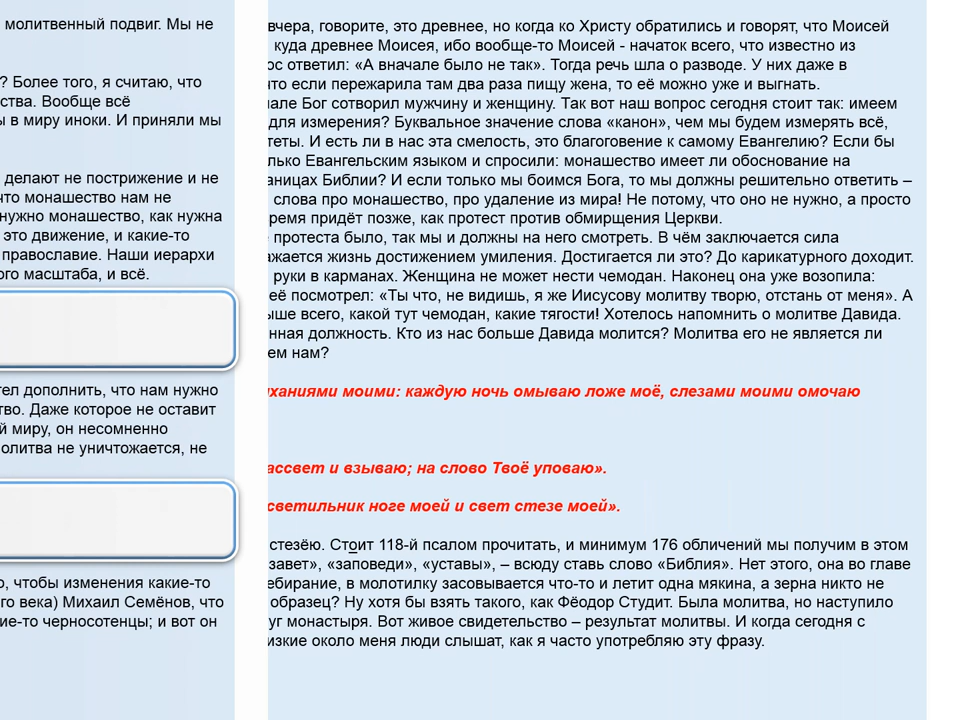 молитвенный подвиг. Мы не
? Более того, я считаю, что
ства. Вообще всё
ы в миру иноки. И приняли мы
делают не пострижение и не
что монашество нам не
нужно монашество, как нужна
это движение, и какие-то
православие. Наши иерархи
ого масштаба, и всё.
тел дополнить, что нам нужно
тво. Даже которое не оставит
й миру, он несомненно
олитва не уничтожается, не
о, чтобы изменения какие-то
го века) Михаил Семёнов, что
ие-то черносотенцы; и вот он
вчера, говорите, это древнее, но когда ко Христу обратились и говорят, что Моисей
куда древнее Моисея, ибо вообще-то Моисей - начаток всего, что известно из
ос ответил: «А вначале было не так». Тогда речь шла о разводе. У них даже в
что если пережарила там два раза пищу жена, то её можно уже и выгнать.
чале Бог сотворил мужчину и женщину. Так вот наш вопрос сегодня стоит так: имеем
для измерения? Буквальное значение слова «канон», чем мы будем измерять всё,
теты. И есть ли в нас эта смелость, это благоговение к самому Евангелию? Если бы
лько Евангельским языком и спросили: монашество имеет ли обоснование на
аницах Библии? И если только мы боимся Бога, то мы должны решительно ответить –
слова про монашество, про удаление из мира! Не потому, что оно не нужно, а просто
ремя придёт позже, как протест против обмирщения Церкви.
протеста было, так мы и должны на него смотреть. В чём заключается сила
ажается жизнь достижением умиления. Достигается ли это? До карикатурного доходит.
руки в карманах. Женщина не может нести чемодан. Наконец она уже возопила:
её посмотрел: «Ты что, не видишь, я же Иисусову молитву творю, отстань от меня». А
ыше всего, какой тут чемодан, какие тягости! Хотелось напомнить о молитве Давида.
нная должность. Кто из нас больше Давида молится? Молитва его не является ли
ем нам?
ыханиями моими: каждую ночь омываю ложе моё, слезами моими омочаю
ассвет и взываю; на слово Твоё уповаю».
светильник ноге моей и свет стезе моей».
стезёю. Стоит 118-й псалом прочитать, и минимум 176 обличений мы получим в этом
завет», «заповеди», «уставы», – всюду ставь слово «Библия». Нет этого, она во главе
ебирание, в молотилку засовывается что-то и летит одна мякина, а зерна никто не
образец? Ну хотя бы взять такого, как Фёодор Студит. Была молитва, но наступило
уг монастыря. Вот живое свидетельство – результат молитвы. И когда сегодня с
изкие около меня люди слышат, как я часто употребляю эту фразу.